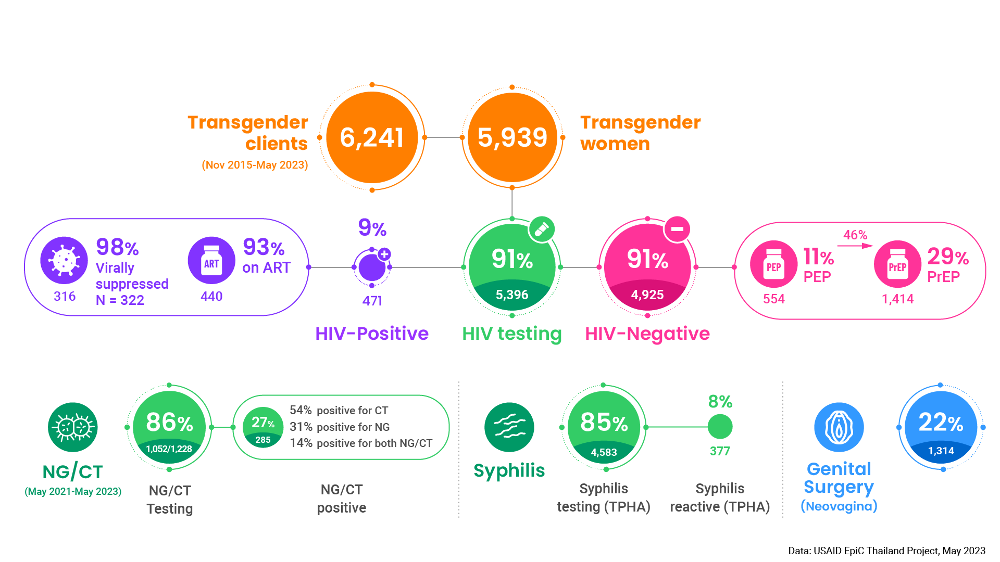 Transgender
clients
(Nov 2015-May 2023)
6,241
5,939
Transgender
women
98%
Virally
suppressed
N = 322
316
ART
93%
on ART
440
9%
471
HIV-Positive
91%
5,396
HIV testing
91%
4,925
HIV-Negative
PEP
11%
PEP
554
46%
PrEP
29%
PrEP
1,414
NG/CT
(May 2021-May 2023)
86%
1,052/1,228
NG/CT
Testing
27%
285
54% positive for CT
31% positive for NG
14% positive for both NG/CT
NG/CT
positive
Syphilis
85%
4,583
Syphilis
testing (TPHA)
8%
377
Syphilis
reactive (TPHA)
Genital
Surgery
(Neovagina)
22%
1,314
Data: USAID EpiC Thailand Project, May 2023